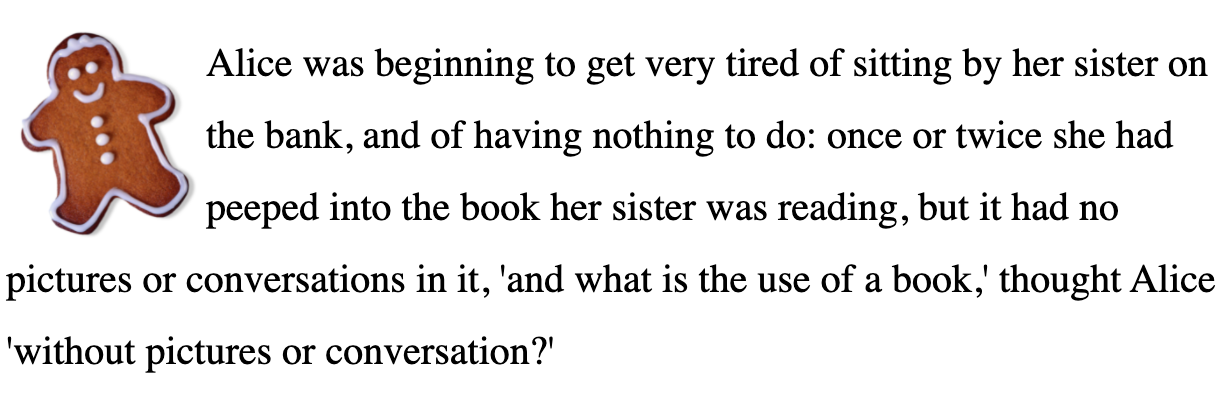 Alice was beginning to get very tired of sitting by her sister on
the bank, and of having nothing to do: once or twice she had
peeped into the book her sister was reading, but it had no
pictures or conversations in it, 'and what is the use of a book,' thought Alice
'without pictures or conversation?'